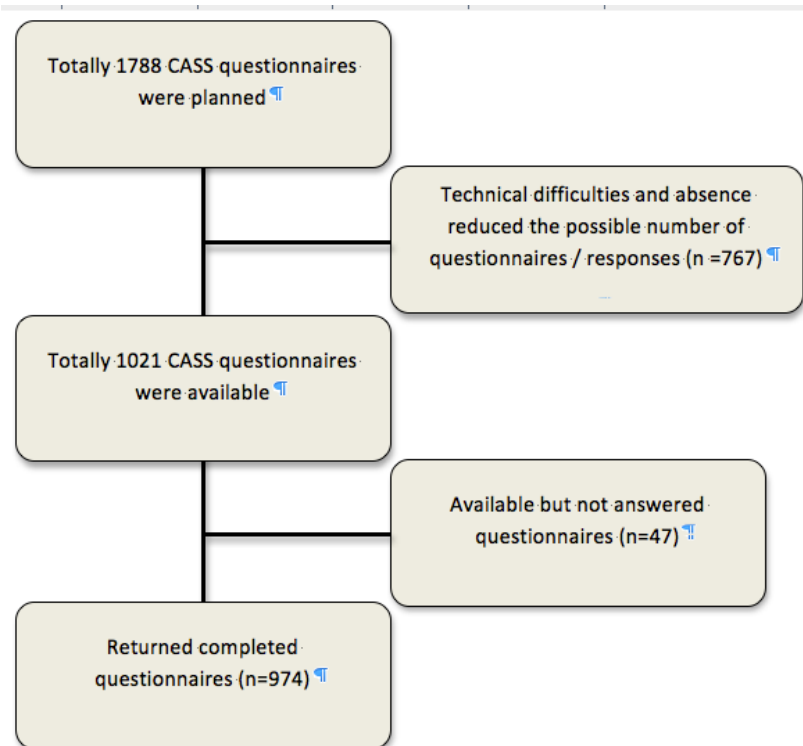 Totally 1788 CASS questionnaires
were planned ¶
Technical difficulties and absence
reduced the possible number of
questionnaires / responses (n =767) ¶
Totally 1021 CASS questionnaires
were available ¶
Available but not answered
questionnaires (n=47) ¶
Returned completed
questionnaires (n=974) ¶